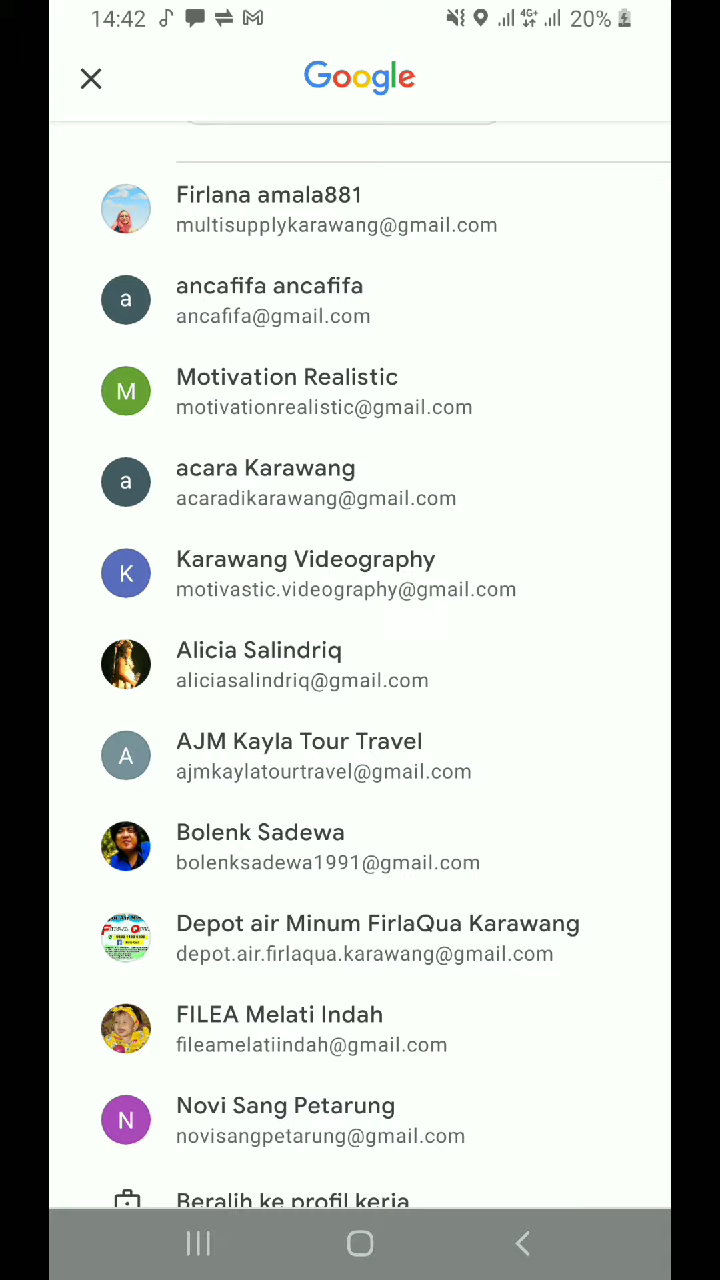 14:42
4G+
20%
Google
Firlana amala881
multisupplykarawang@gmail.com
a
ancafifa ancafifa
ancafifa@gmail.com
M
Motivation Realistic
motivationrealistic@gmail.com
a
acara Karawang
acaradikarawang@gmail.com
K
Karawang Videography
motivastic.videography@gmail.com
Alicia Salindriq
aliciasalindriq@gmail.com
A
AJM Kayla Tour Travel
ajmkaylatourtravel@gmail.com
Bolenk Sadewa
bolenksadewa1991@gmail.com
Depot air Minum FirlaQua Karawang
depot.air.firlaqua.karawang@gmail.com
FILEA Melati Indah
fileamelatiindah@gmail.com
N
Novi Sang Petarung
novisangpetarung@gmail.com
Beralih ke profil kerja